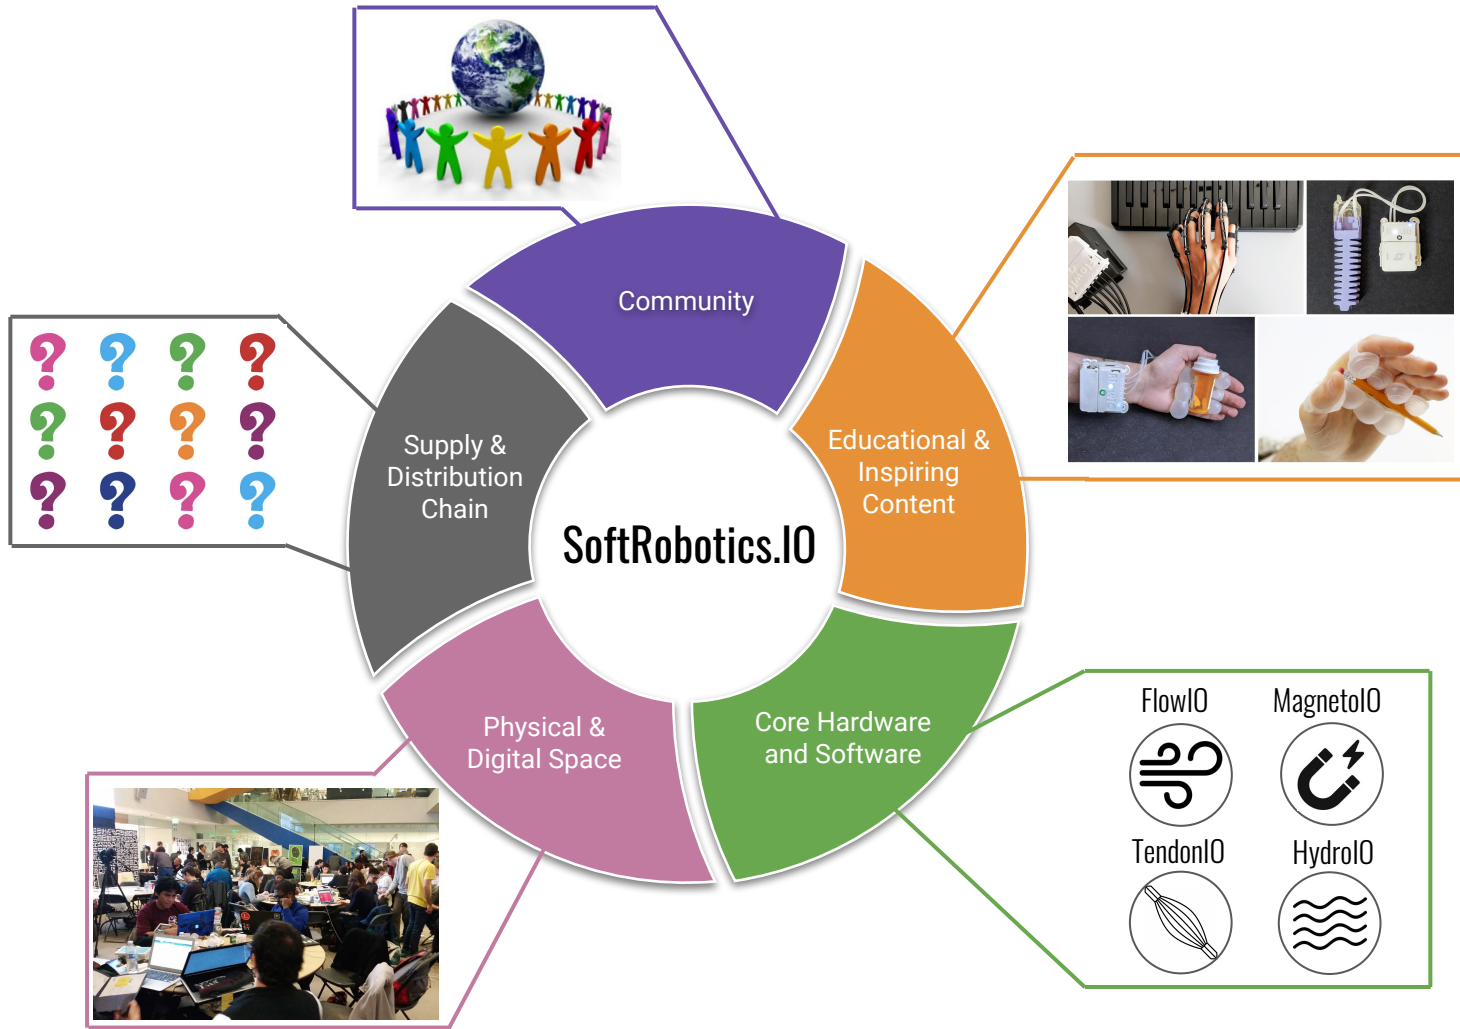 Community
Educational &
Inspiring
Content
Supply &
Distribution
Chain
? ? ? ?
? ? ? ?
? ? ? ?
SoftRobotics.IO
Physical &
Digital Space
Core Hardware
and Software
FlowIO
MagnetoIO
TendonIO
HydroIO